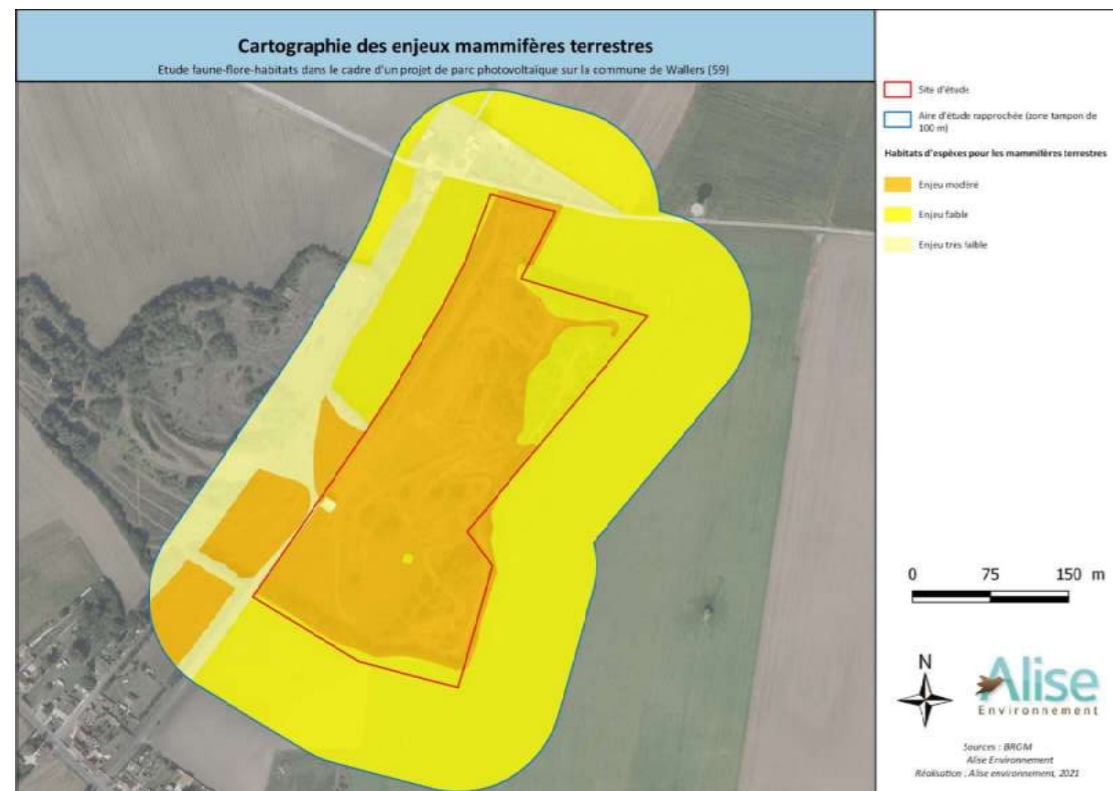 Cartographie des enjeux mammifères terrestres
Etude faune-flore-habitats dans le cadre d'un projet de parc photovoltaïque sur la commune de Wallers (59)
Site d'étude
Aire d'étude rapprochée (zone tampon de
100 m)
Habitats d'espèces pour les mammifères terrestres
Enjeu modéré
Enjeu faible
Enjeu très faible
0 75 150 m
N
Alise
Environnement
Sources : BRGM
Alise Environnement
Réalisation : Alise environnement, 2021